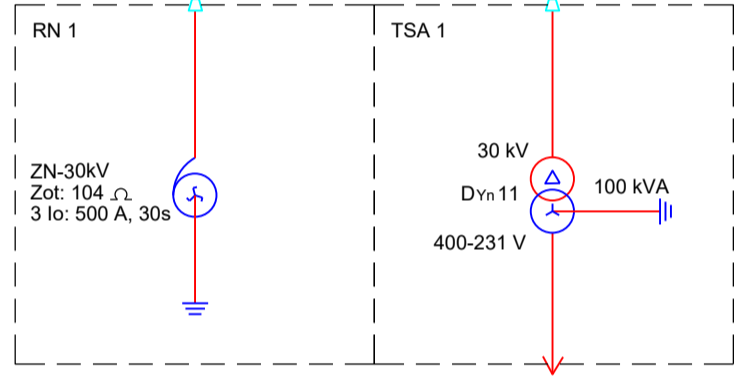 RN 1
ZN-30kV
Zot: 104 Ω
3 Io: 500 A, 30s
TSA 1
30 kV
DYn 11
100 kVA
400-231 V